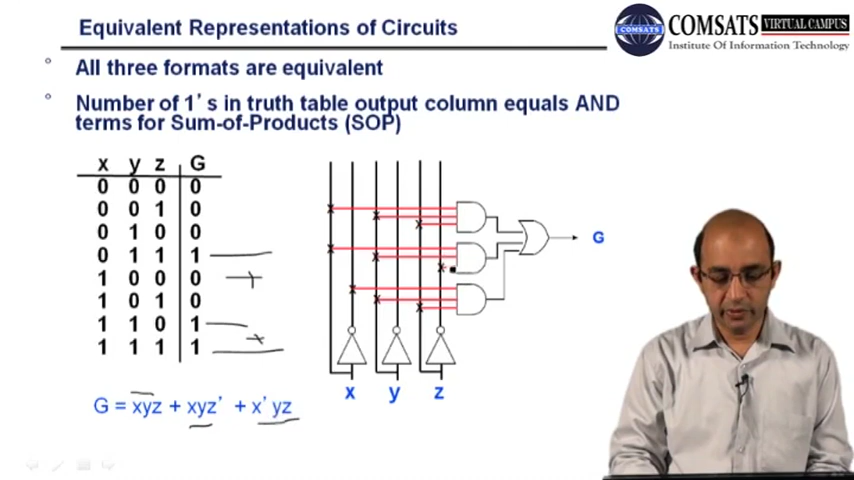 Equivalent Representations of Circuits
COMSATS VIRTUAL CAMPUS
Institute Of Information Technology
COMSATS
° All three formats are equivalent
° Number of 1's in truth table output column equals AND
terms for Sum-of-Products (SOP)
x y z G
0 0 0 0
0 0 1 0
0 1 0 0
0 1 1 1
1 0 0 0
1 0 1 0
1 1 0 1
1 1 1 1
G = xyz + xyz' + x'yz
G
x y z